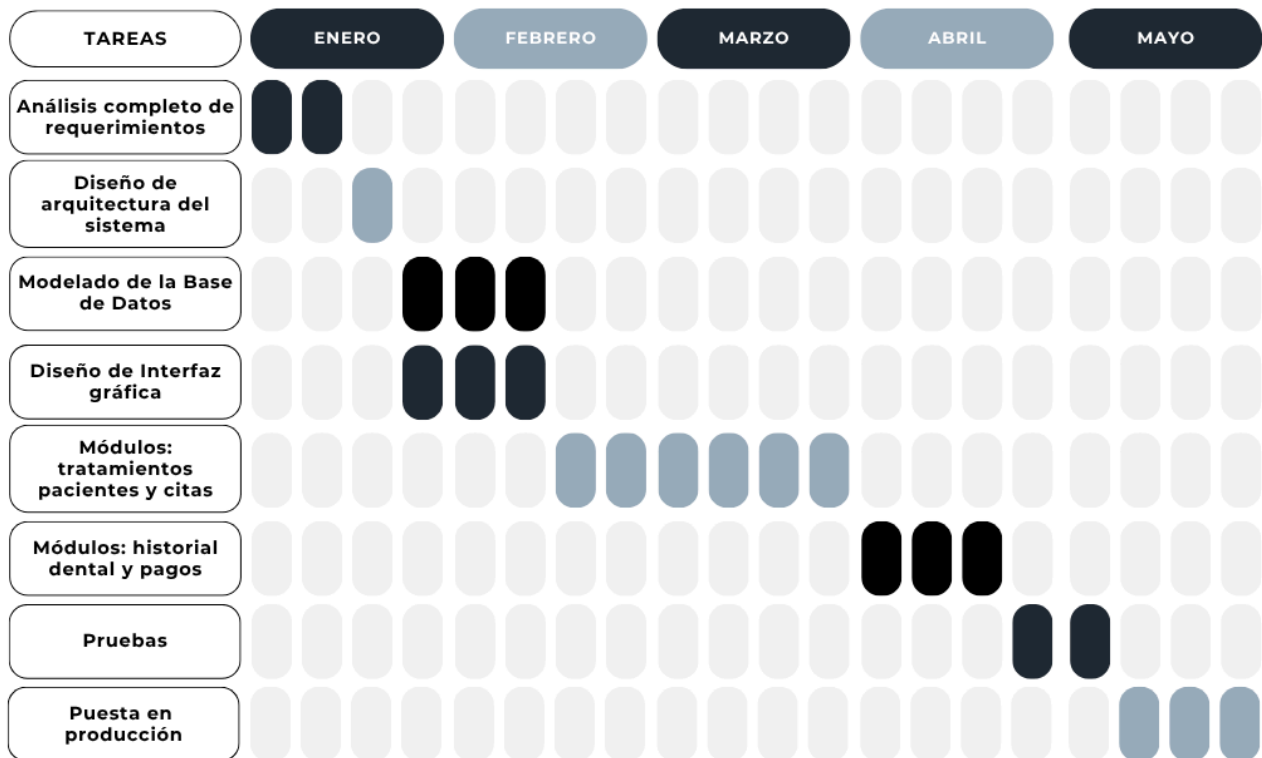 TAREAS
ENERO
FEBRERO
MARZO
ABRIL
MAYO
Análisis completo de
requerimientos
Diseño de
arquitectura del
sistema
Modelado de la Base
de Datos
Diseño de Interfaz
gráfica
Módulos:
tratamientos
pacientes y citas
Módulos: historial
dental y pagos
Pruebas
Puesta en
producción